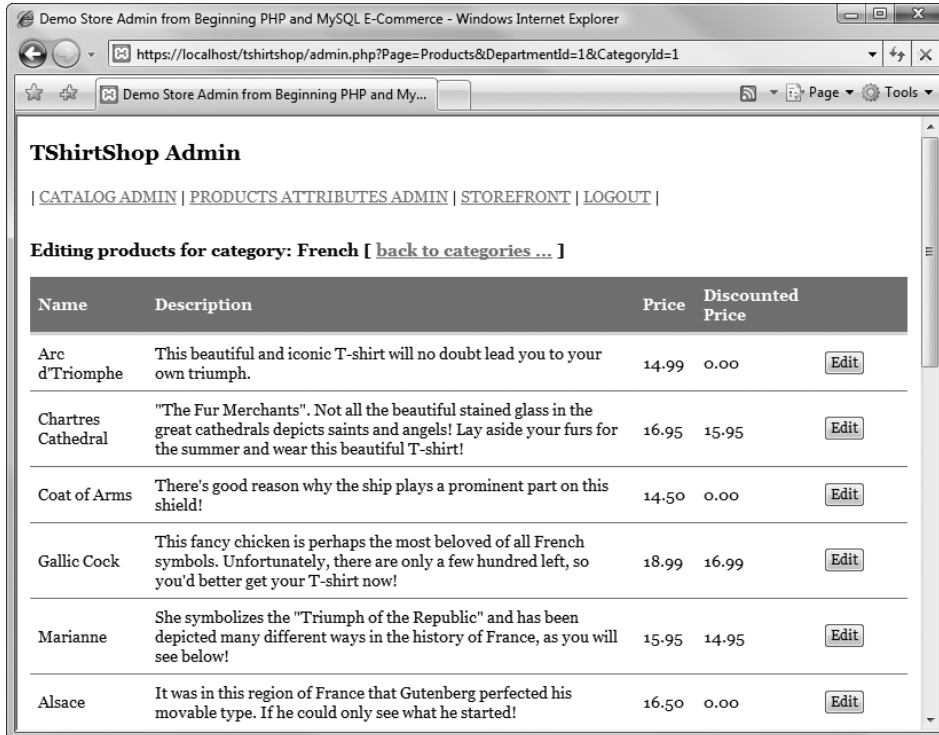 Demo Store Admin from Beginning PHP and MySQL E-Commerce - Windows Internet Explorer
https://localhost/tshirtshop/admin.php?Page=Products&DepartmentId=1&CategoryId=1
Demo Store Admin from Beginning PHP and My...
Page
Tools
TShirtShop Admin
| CATALOG ADMIN | PRODUCTS ATTRIBUTES ADMIN | STOREFRONT | LOGOUT |
Editing products for category: French [ back to categories ... ]
Name Description Price Discounted
Price
Arc
d'Triomphe
This beautiful and iconic T-shirt will no doubt lead you to your
own triumph.
14.99 0.00 Edit
Chartres
Cathedral
"The Fur Merchants". Not all the beautiful stained glass in the
great cathedrals depicts saints and angels! Lay aside your furs for
the summer and wear this beautiful T-shirt!
16.95 15.95 Edit
Coat of Arms
There's good reason why the ship plays a prominent part on this
shield!
14.50 0.00 Edit
Gallic Cock
This fancy chicken is perhaps the most beloved of all French
symbols. Unfortunately, there are only a few hundred left, so
you'd better get your T-shirt now!
18.99 16.99 Edit
Marianne
She symbolizes the "Triumph of the Republic" and has been
depicted many different ways in the history of France, as you will
see below!
15.95 14.95 Edit
Alsace
It was in this region of France that Gutenberg perfected his
movable type. If he could only see what he started!
16.50 0.00 Edit